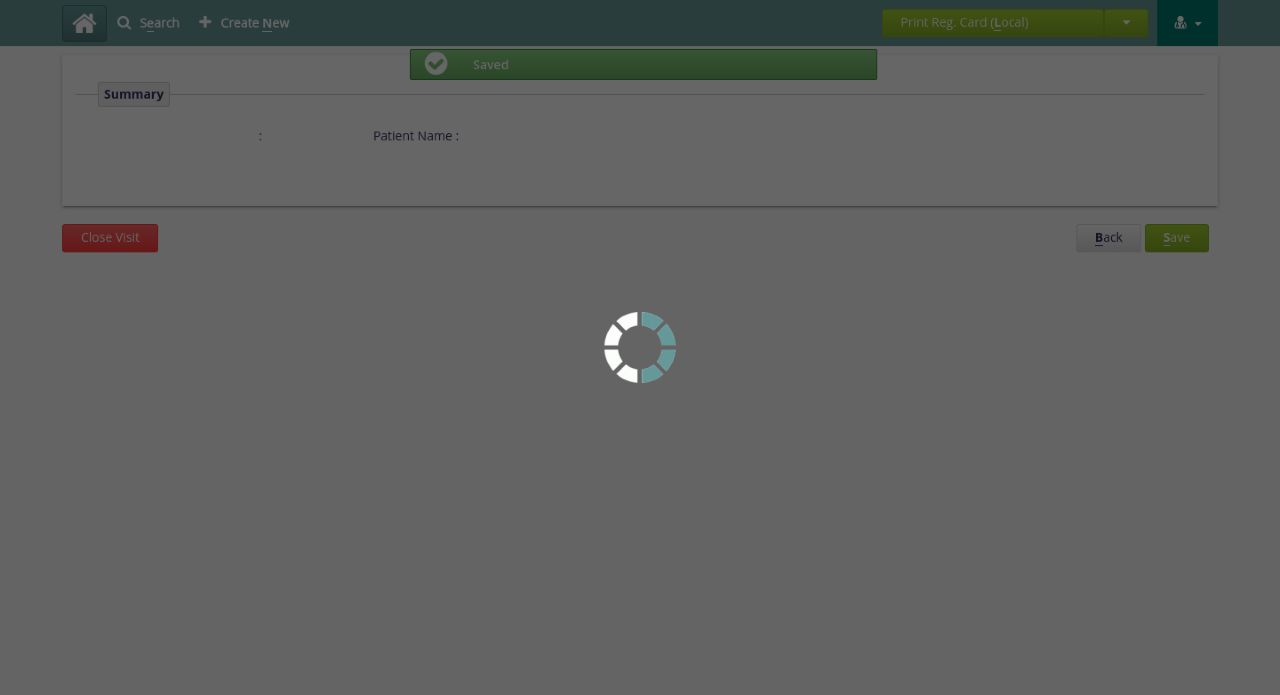 Search
Create New
Print Reg. Card (Local)
Saved
Summary
:
Patient Name :
Close Visit
Back
Save